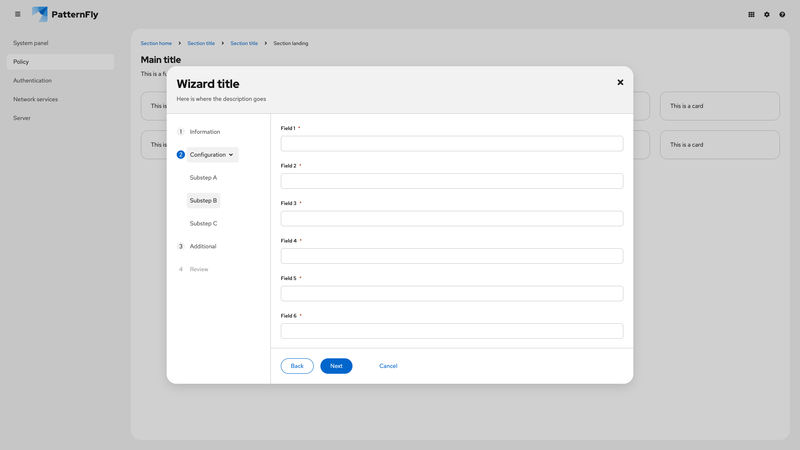 PatternFly
System panel
Policy
Authentication
Network services
Server
Section home
Section title
Section title
Section landing
Main title
This is a fu
This is
This is a card
This is
This is a card
Wizard title
Here is where the description goes
1 Information
2 Configuration
Substep A
Substep B
Substep C
3 Additional
4 Review
Field 1 *
Field 2 *
Field 3 *
Field 4 *
Field 5 *
Field 6 *
Back
Next
Cancel